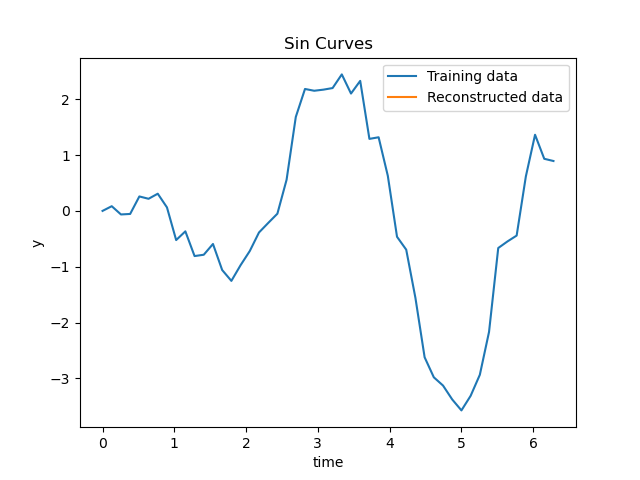 Sin Curves
Training data
Reconstructed data
2
1
0
−1
−2
−3
y
0 1 2 3 4 5 6
time